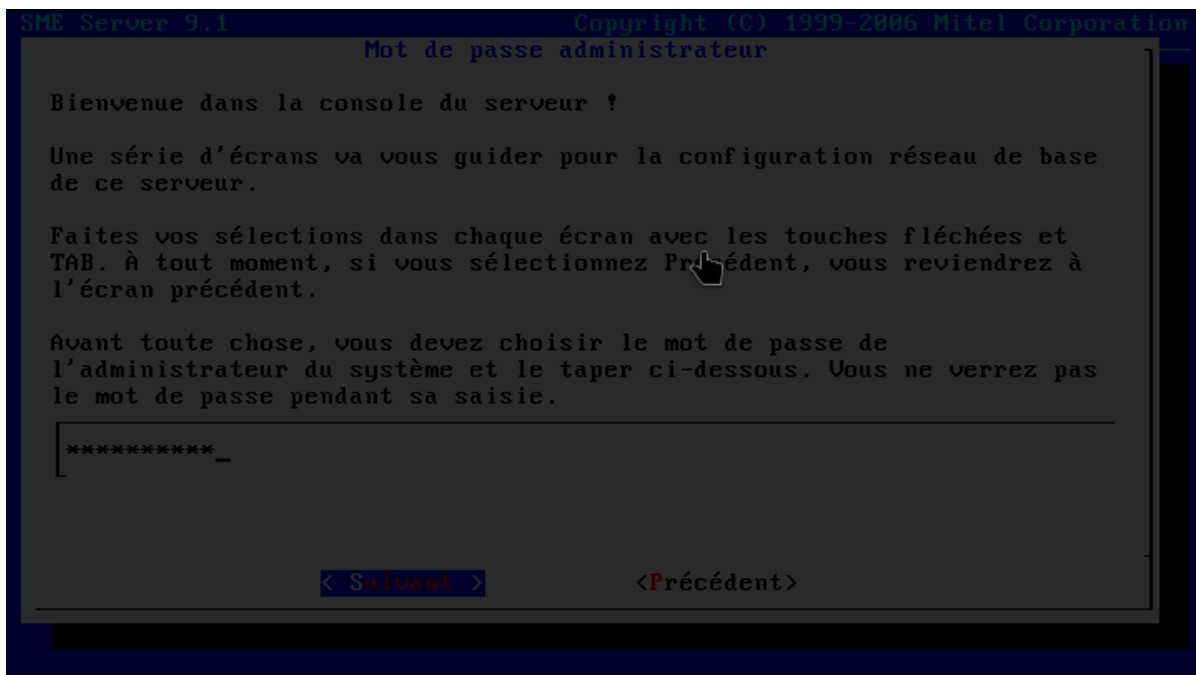 SME Server 9.1 Copyright (C) 1999-2006 Mitel Corporation
Mot de passe administrateur
Bienvenue dans la console du serveur !
Une série d'écrans va vous guider pour la configuration réseau de base
de ce serveur.
Faites vos sélections dans chaque écran avec les touches fléchées et
TAB. À tout moment, si vous sélectionnez Précédent, vous reviendrez à
l'écran précédent.
Avant toute chose, vous devez choisir le mot de passe de
l'administrateur du système et le taper ci-dessous. Vous ne verrez pas
le mot de passe pendant sa saisie.
**********_
< Suivant > <Précédent>